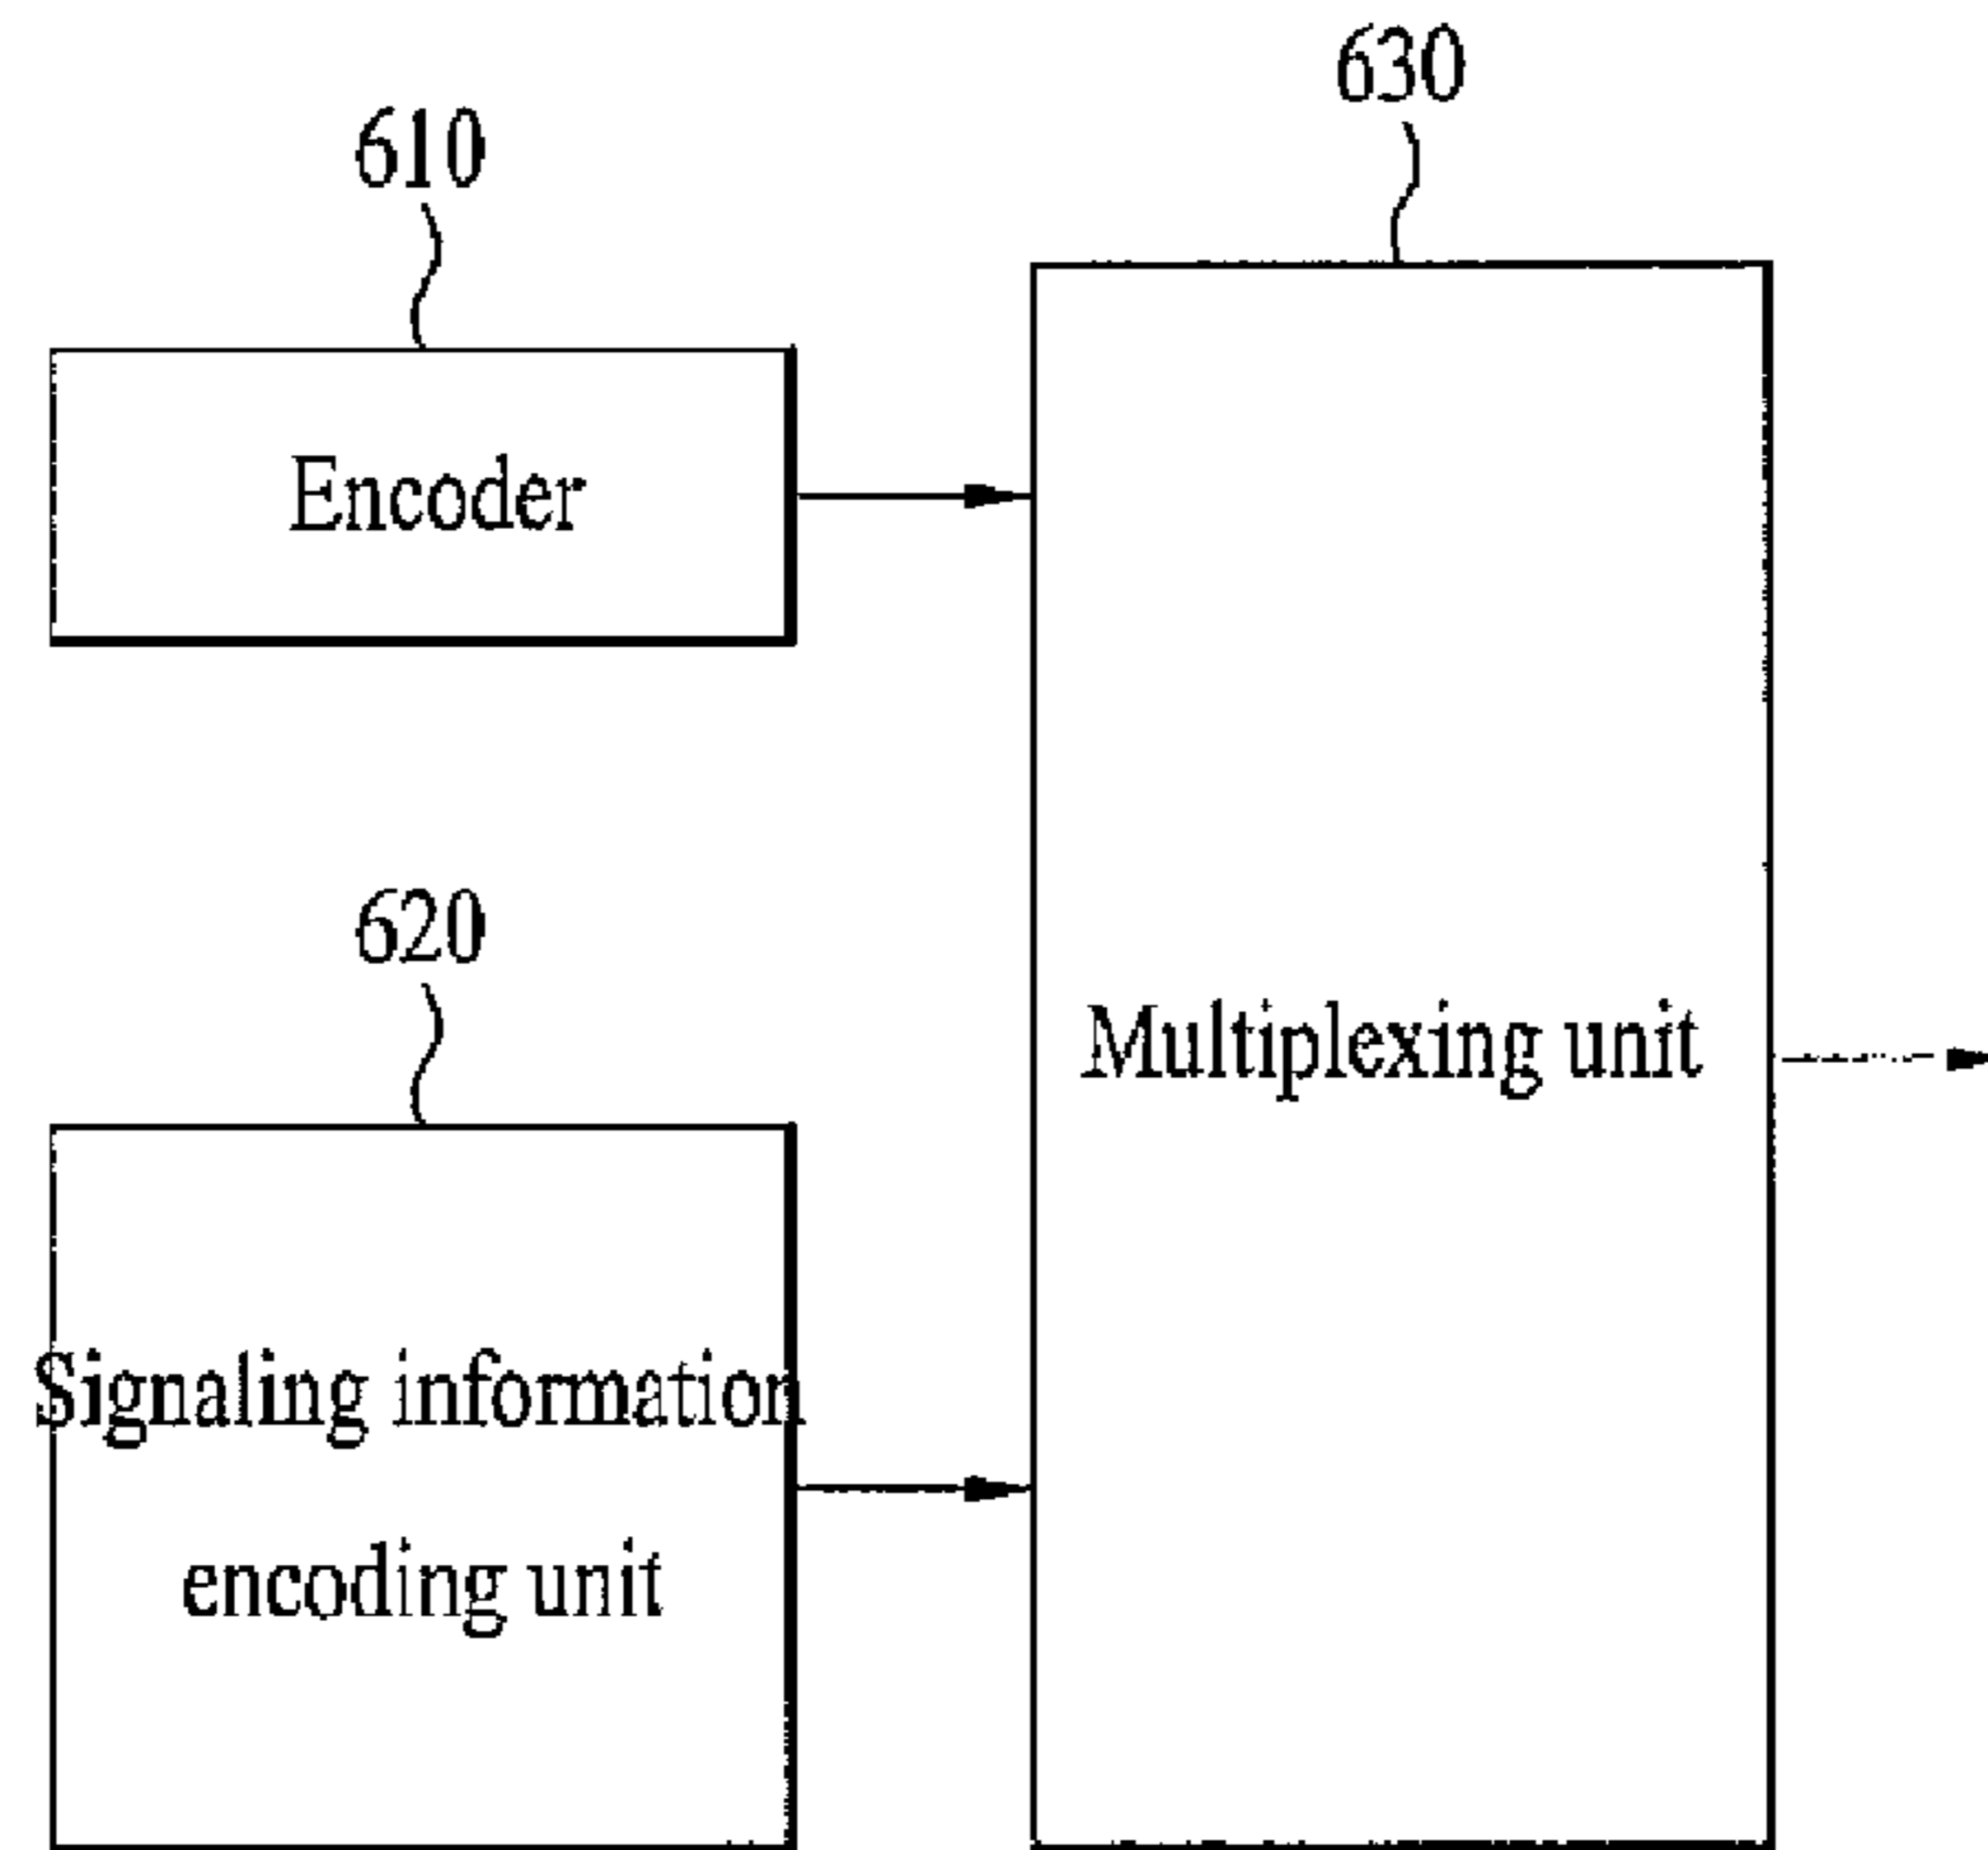 630
610
Encoder
620
Multiplexing unit
Signaling information
encoding unit